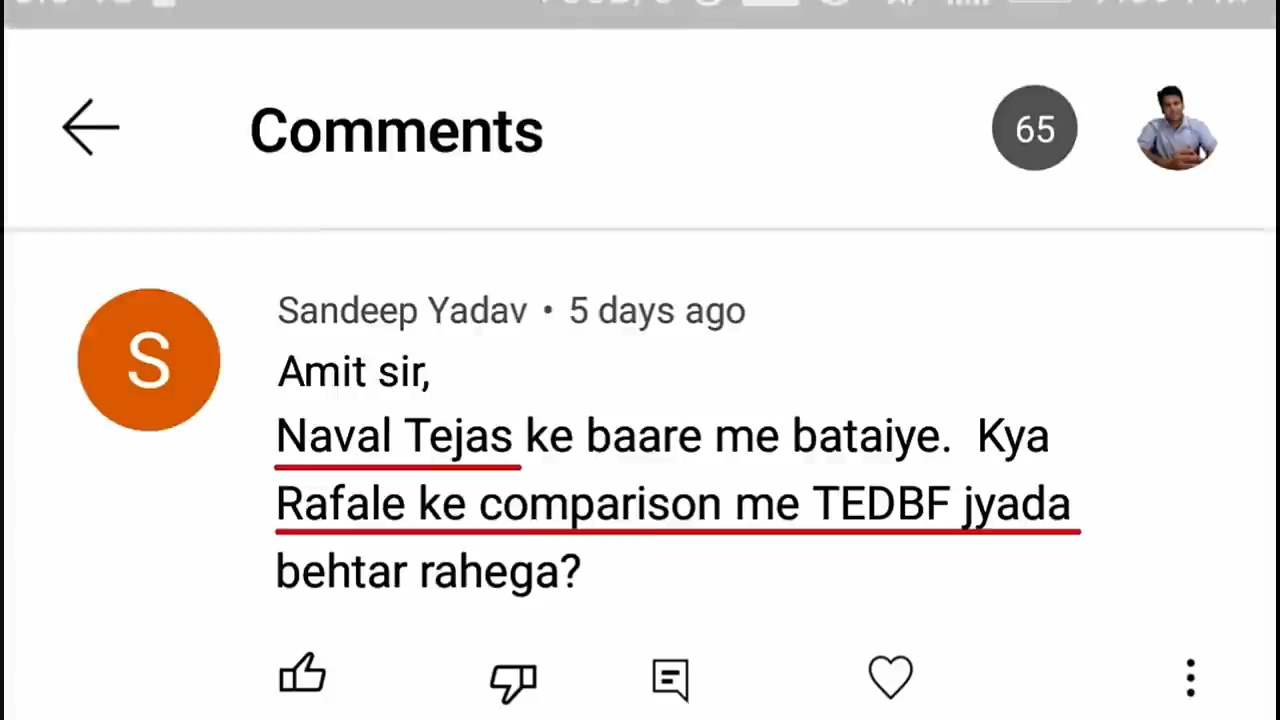 Comments
65
Sandeep Yadav • 5 days ago
S
Amit sir,
Naval Tejas ke baare me bataiye. Kya
Rafale ke comparison me TEDBF jyada
behtar rahega?